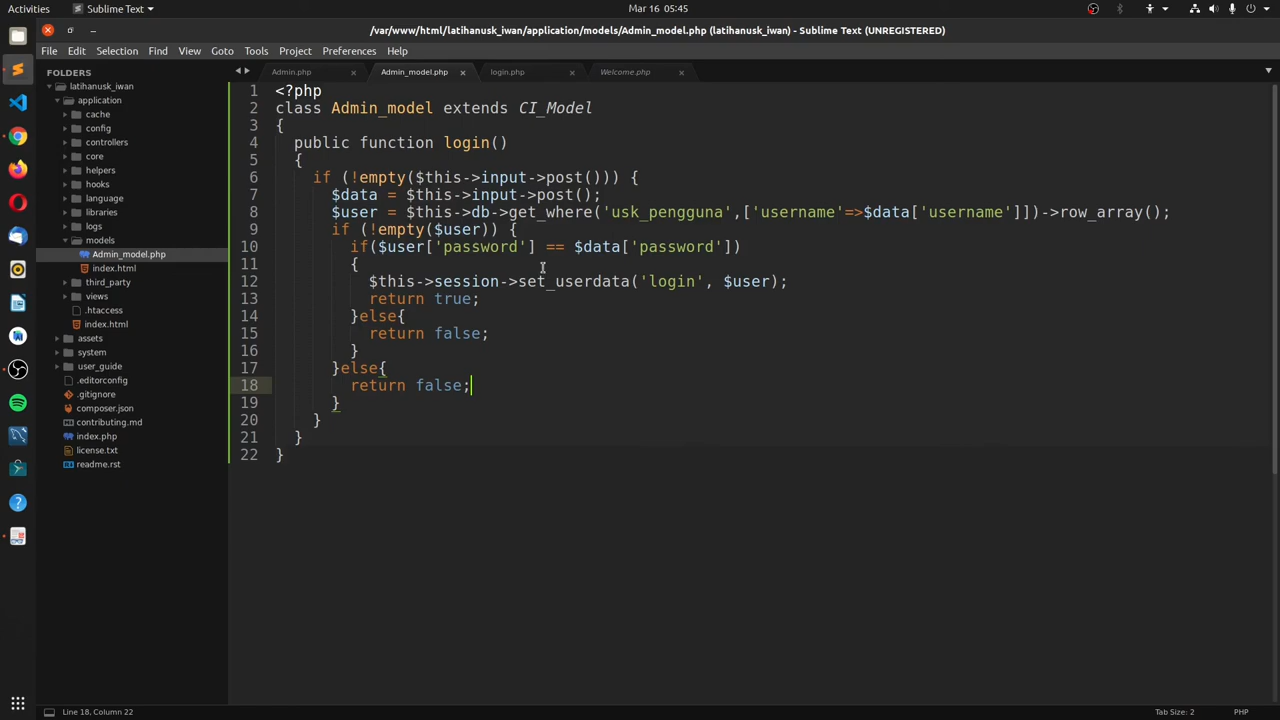 Activities
Sublime Text
Mar 16 05:45
/var/www/html/latihanusk_iwan/application/models/Admin_model.php (latihanusk_iwan) - Sublime Text (UNREGISTERED)
File Edit Selection Find View Goto Tools Project Preferences Help
FOLDERS
latihanusk_iwan
application
cache
config
controllers
core
helpers
hooks
language
libraries
logs
models
Admin_model.php
index.html
third_party
views
.htaccess
index.html
assets
system
user_guide
.editorconfig
.gitignore
composer.json
contributing.md
index.php
license.txt
readme.rst
Admin.php
Admin_model.php
login.php
Welcome.php
1 <?php
2 class Admin_model extends CI_Model
3 {
4 public function login()
5 {
6 if (!empty($this->input->post())) {
7 $data = $this->input->post();
8 $user = $this->db->get_where('usk_pengguna',['username'=>$data['username']])->row_array();
9 if (!empty($user)) {
10 if($user['password'] == $data['password'])
11 {
12 $this->session->set_userdata('login', $user);
13 return true;
14 }else{
15 return false;
16 }
17 }else{
18 return false;
19 }
20 }
21 }
22 }
Line 18, Column 22
Tab Size: 2
PHP